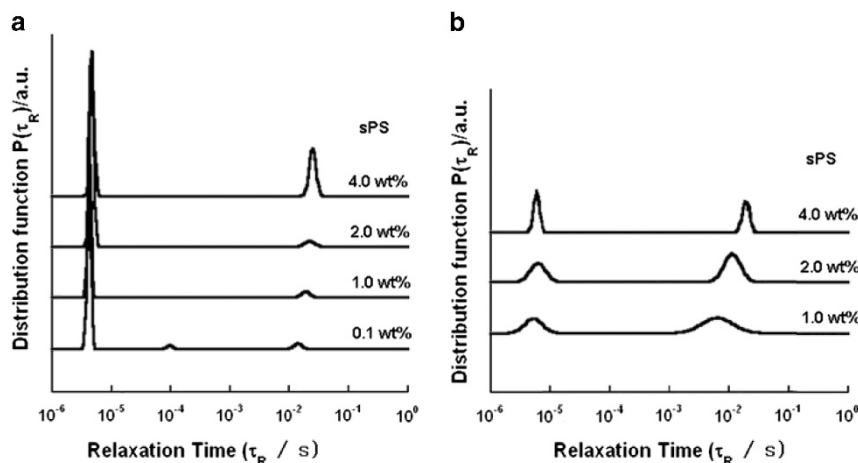 a
Distribution function P(τR)/a.u.
sPS
4.0 wt%
2.0 wt%
1.0 wt%
0.1 wt%
10-6 10-5 10-4 10-3 10-2 10-1 100
Relaxation Time (τR / s)
b
Distribution function P(τR)/a.u.
sPS
4.0 wt%
2.0 wt%
1.0 wt%
10-6 10-5 10-4 10-3 10-2 10-1 100
Relaxation Time (τR / s)